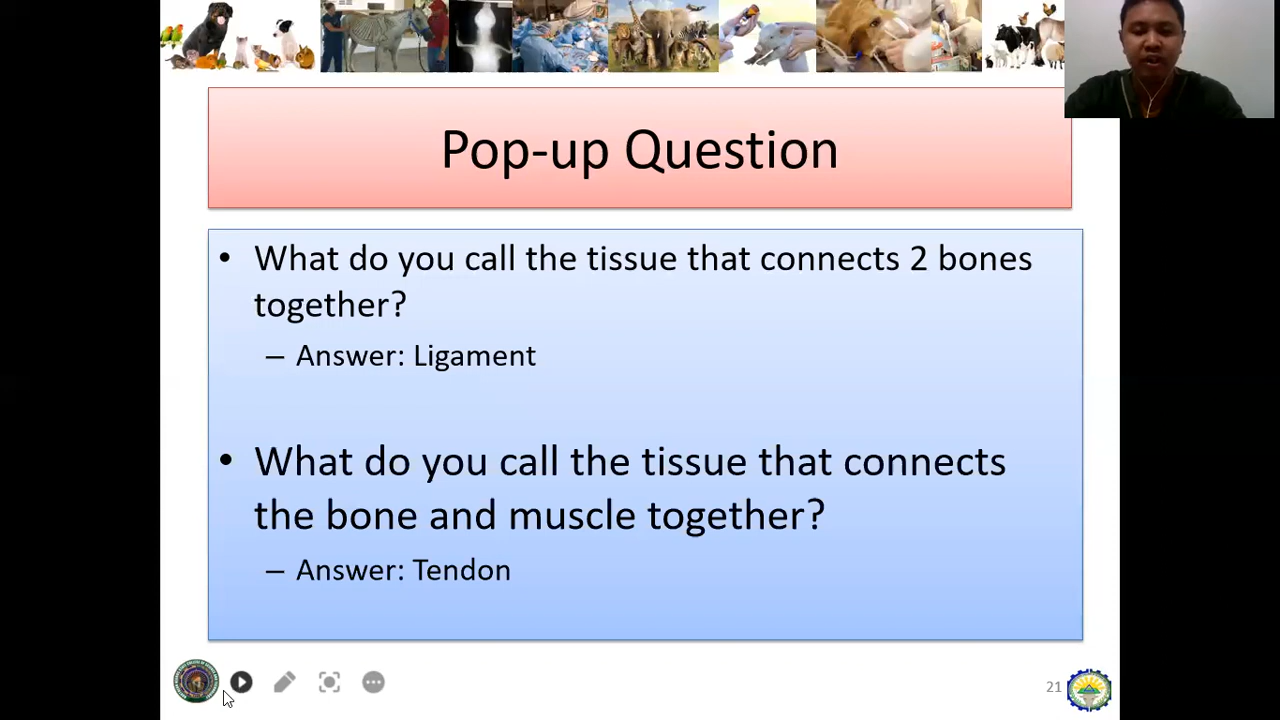 Pop-up Question
• What do you call the tissue that connects 2 bones
together?
– Answer: Ligament
• What do you call the tissue that connects
the bone and muscle together?
– Answer: Tendon
21